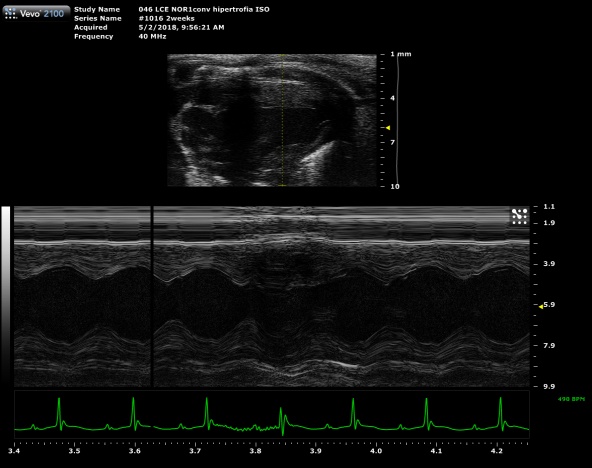 Vevo 2100
Study Name 046 LCE NOR1conv hipertrofia ISO
Series Name #1016 2weeks
Acquired 5/2/2018, 9:56:21 AM
Frequency 40 MHz
1 mm
4
7
10
1.1
1.9
3.9
5.9
7.9
9.9
490 BPM
3.4 3.5 3.6 3.7 3.8 3.9 4.0 4.1 4.2